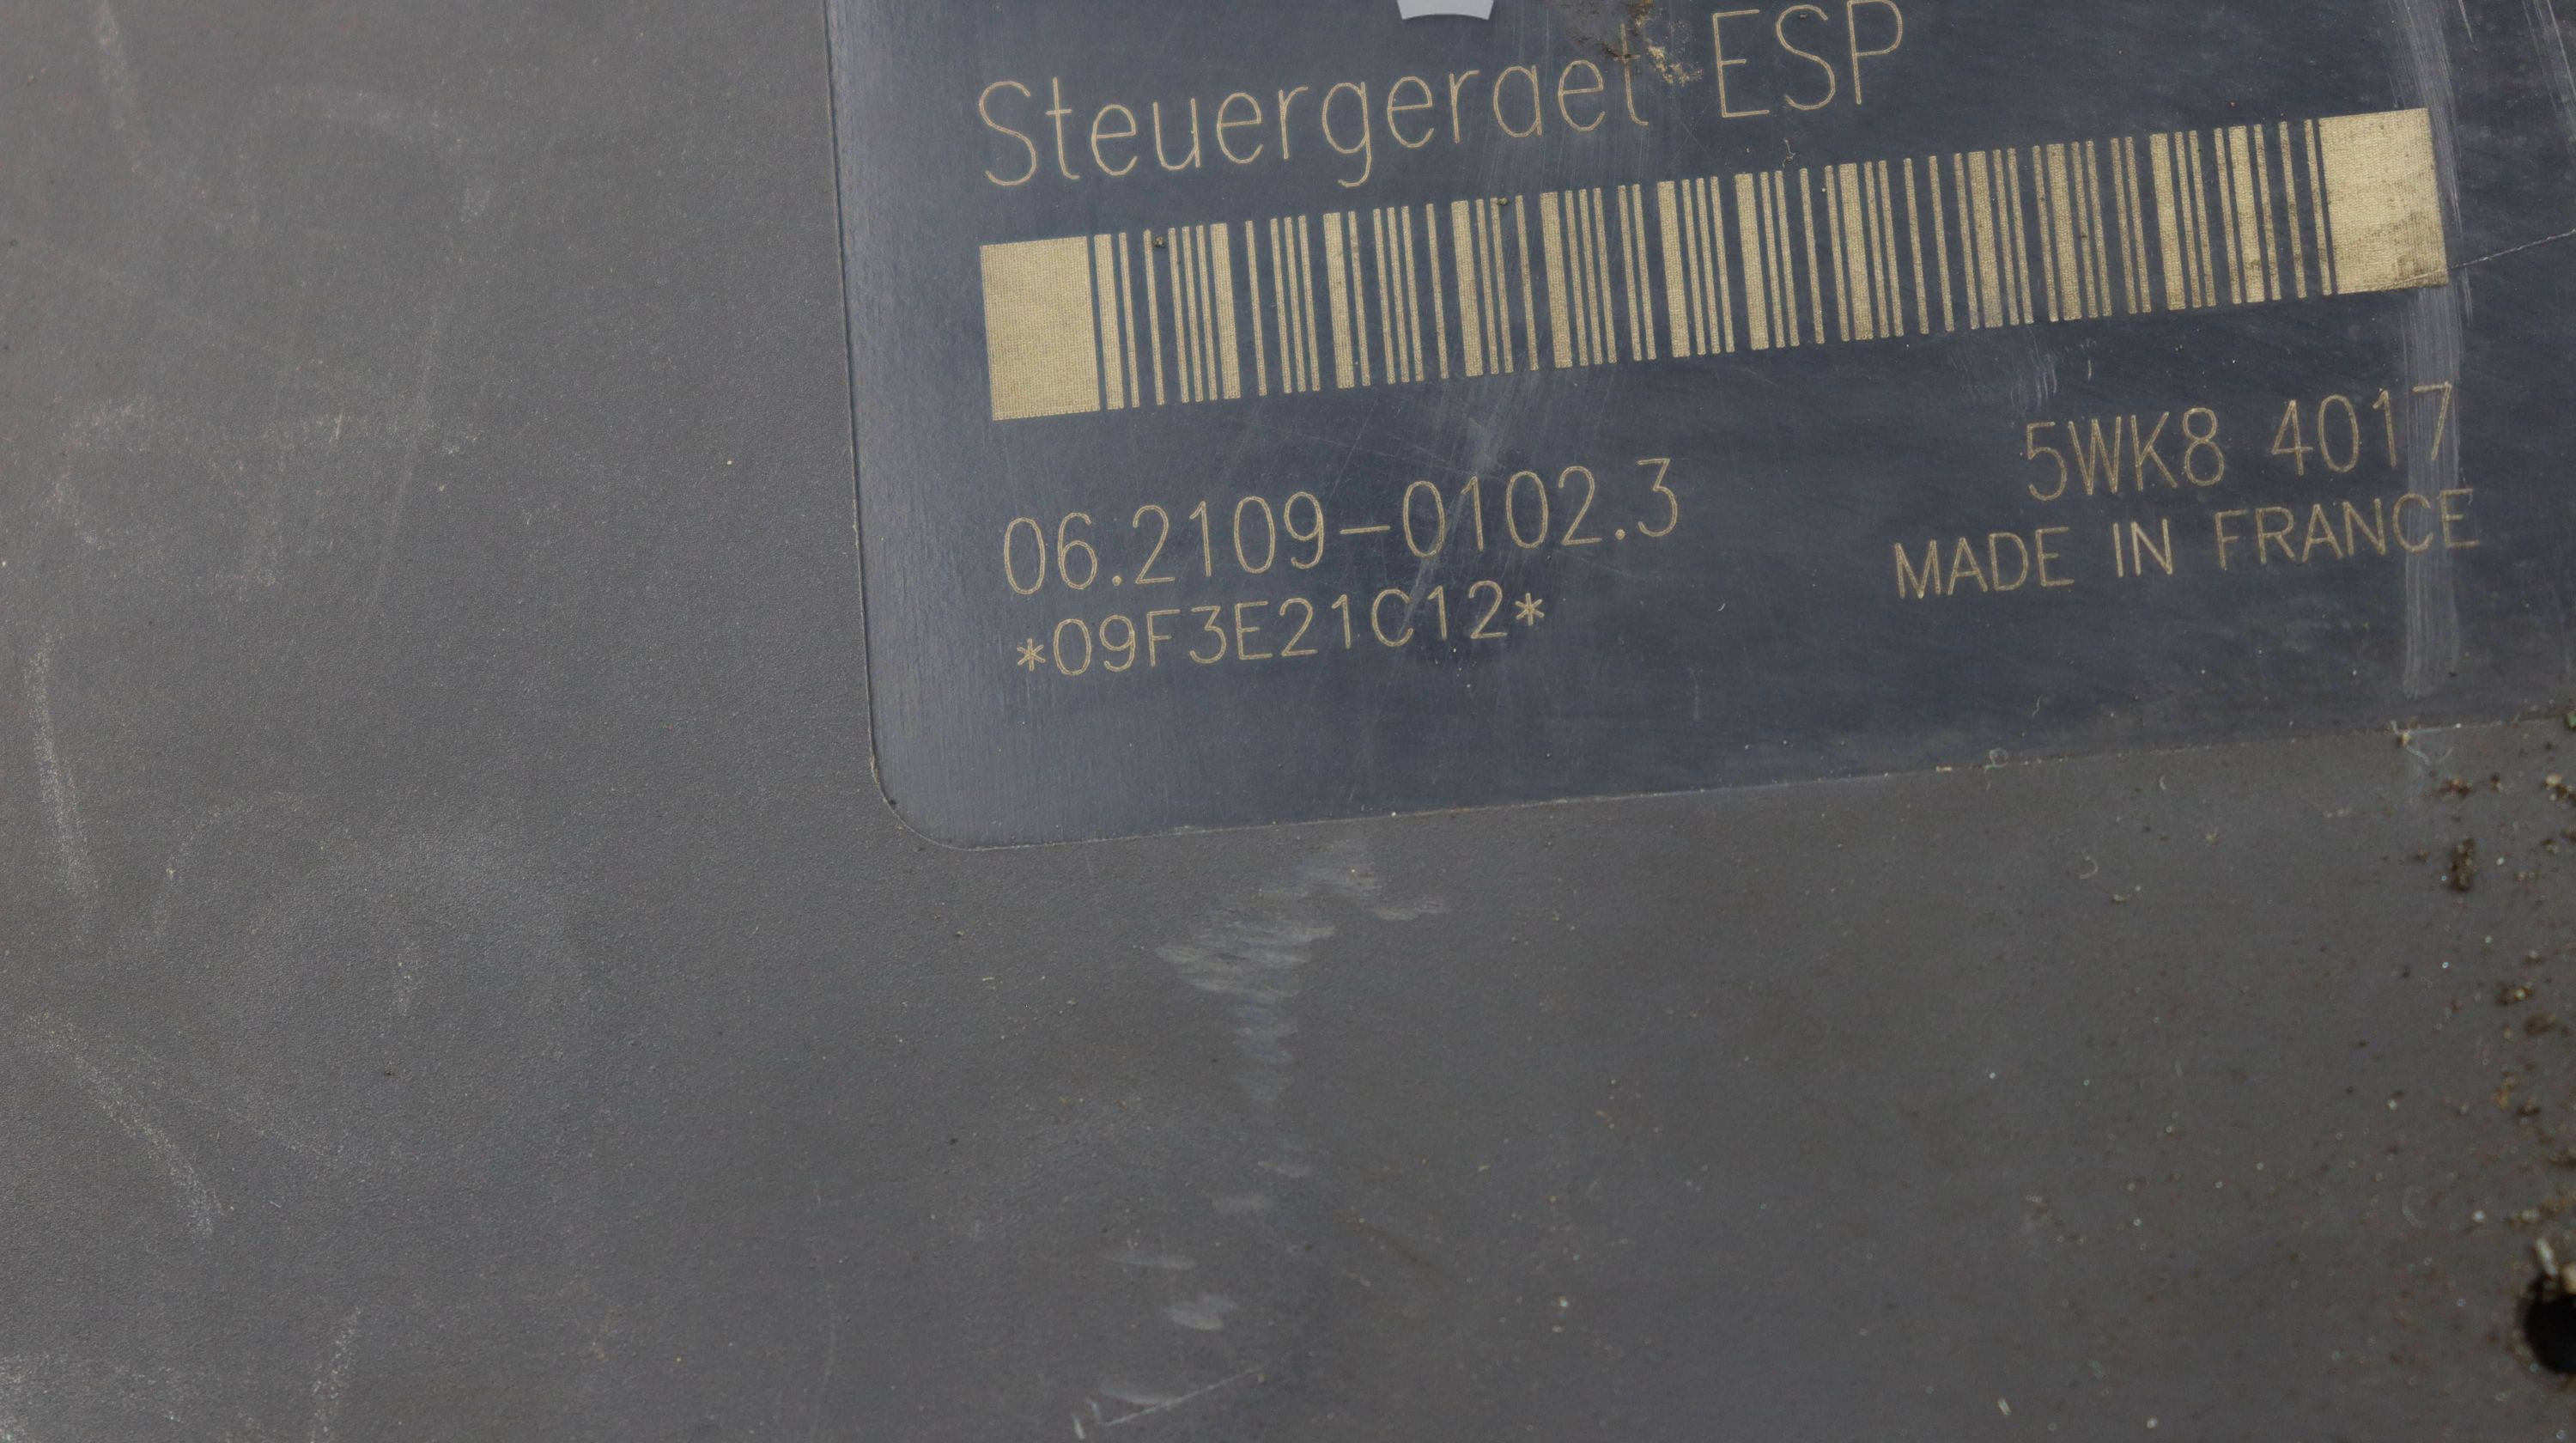 Steuergeraet ESP
06.2109-0102.3
*09F3E21C12*
5WK8 4017
MADE IN FRANCE